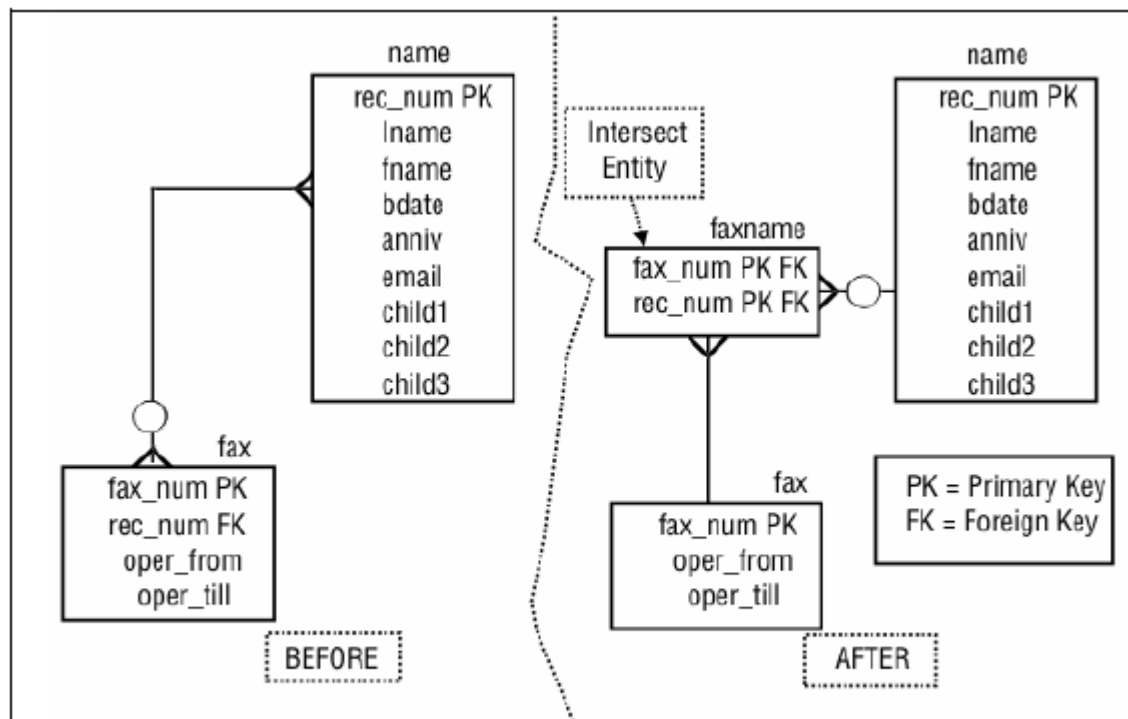 name
rec_num PK
lname
fname
bdate
anniv
email
child1
child2
child3
fax
fax_num PK
rec_num FK
oper_from
oper_till
BEFORE
Intersect
Entity
faxname
fax_num PK FK
rec_num PK FK
name
rec_num PK
lname
fname
bdate
anniv
email
child1
child2
child3
fax
fax_num PK
oper_from
oper_till
PK = Primary Key
FK = Foreign Key
AFTER